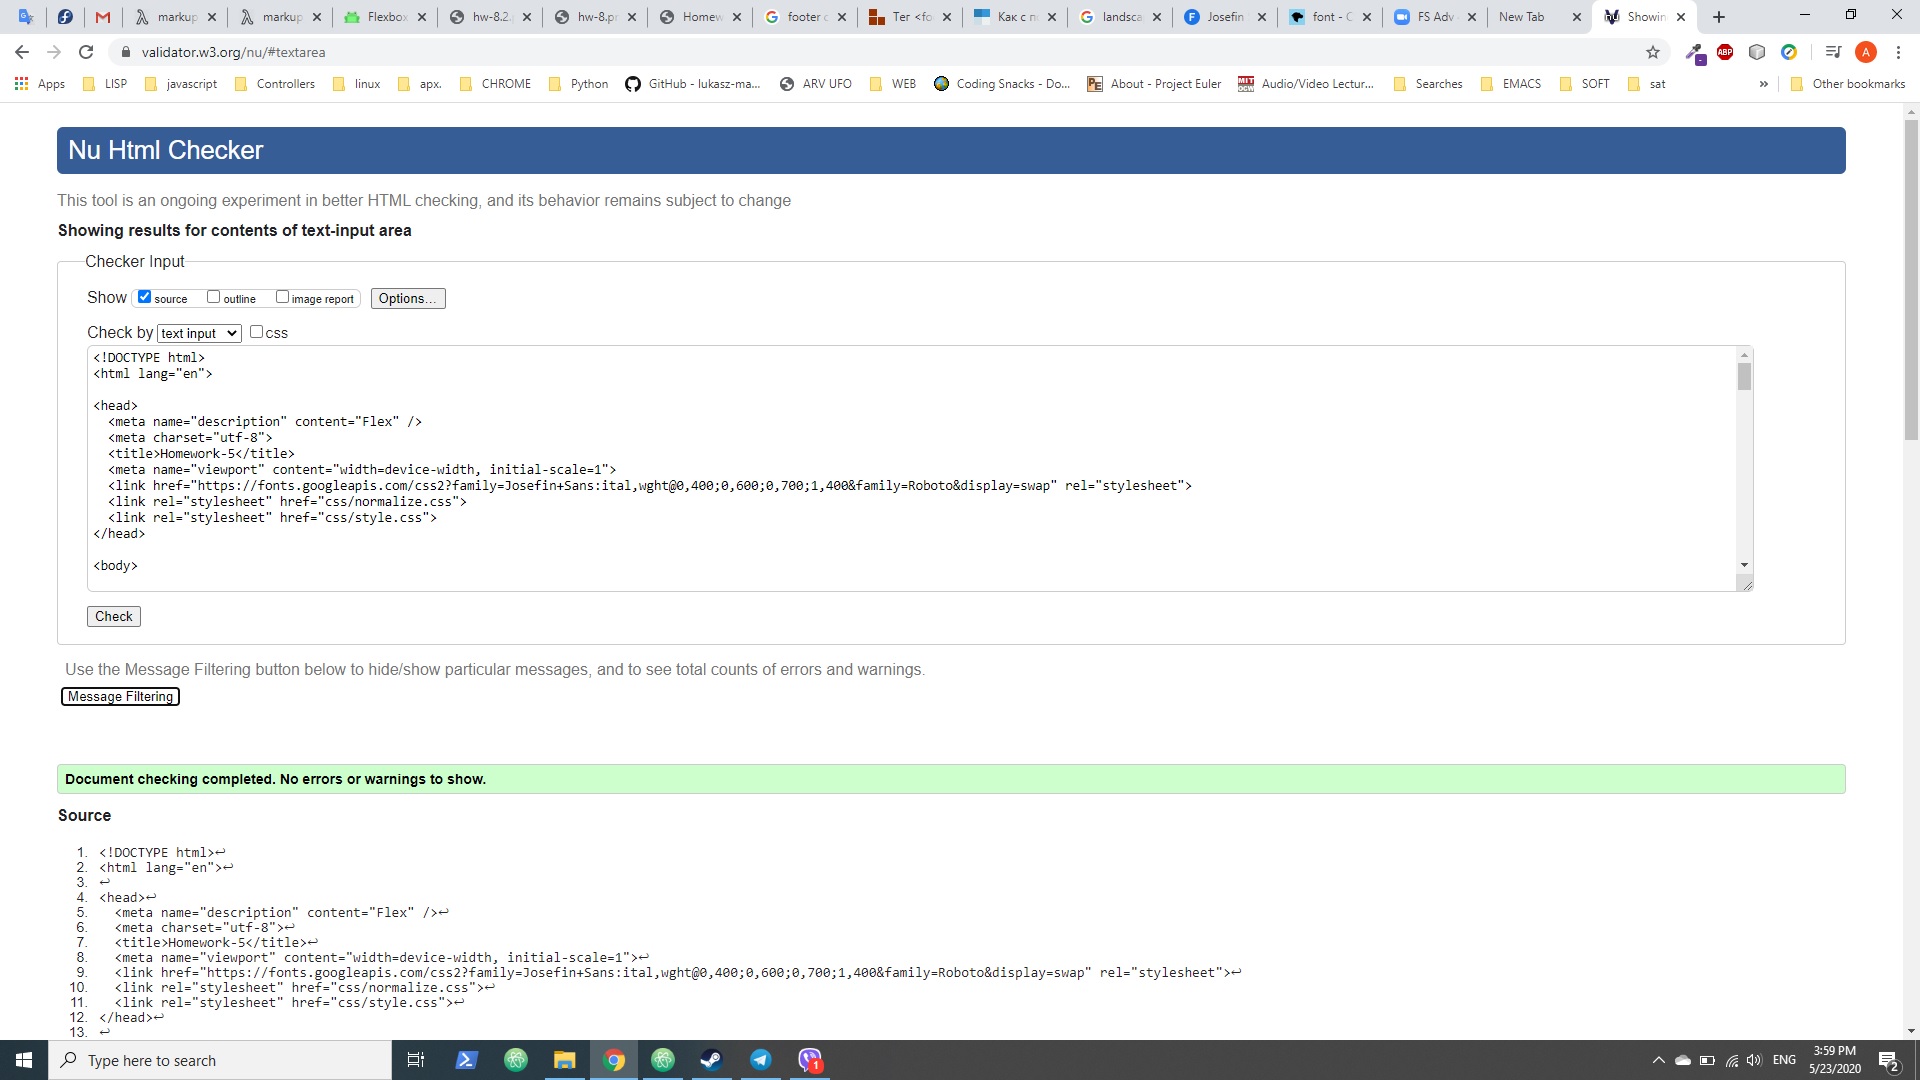 markup
markup
Flexbox
hw-8.2.
hw-8.pr
Homew
footer c
Тег <fo
Как с п
landsca
Josefin
font - C
FS Adv
New Tab
Showin
validator.w3.org/nu/#textarea
Apps
LISP
javascript
Controllers
linux
apx.
CHROME
Python
GitHub - lukasz-ma...
ARV UFO
WEB
Coding Snacks - Do...
About - Project Euler
Audio/Video Lectur...
Searches
EMACS
SOFT
sat
»
Other bookmarks
Nu Html Checker
This tool is an ongoing experiment in better HTML checking, and its behavior remains subject to change
Showing results for contents of text-input area
Checker Input
Show source outline image report Options...
Check by text input css
<!DOCTYPE html>
<html lang="en">
<head>
<meta name="description" content="Flex" />
<meta charset="utf-8">
<title>Homework-5</title>
<meta name="viewport" content="width=device-width, initial-scale=1">
<link href="https://fonts.googleapis.com/css2?family=Josefin+Sans:ital,wght@0,400;0,600;0,700;1,400&family=Roboto&display=swap" rel="stylesheet">
<link rel="stylesheet" href="css/normalize.css">
<link rel="stylesheet" href="css/style.css">
</head>
<body>
Check
Use the Message Filtering button below to hide/show particular messages, and to see total counts of errors and warnings.
Message Filtering
Document checking completed. No errors or warnings to show.
Source
1. <!DOCTYPE html>↩
2. <html lang="en">↩
3. ↩
4. <head>↩
5. <meta name="description" content="Flex" />↩
6. <meta charset="utf-8">↩
7. <title>Homework-5</title>↩
8. <meta name="viewport" content="width=device-width, initial-scale=1">↩
9. <link href="https://fonts.googleapis.com/css2?family=Josefin+Sans:ital,wght@0,400;0,600;0,700;1,400&family=Roboto&display=swap" rel="stylesheet">↩
10. <link rel="stylesheet" href="css/normalize.css">↩
11. <link rel="stylesheet" href="css/style.css">↩
12. </head>↩
13. ↩
Type here to search
ENG
3:59 PM
5/23/2020